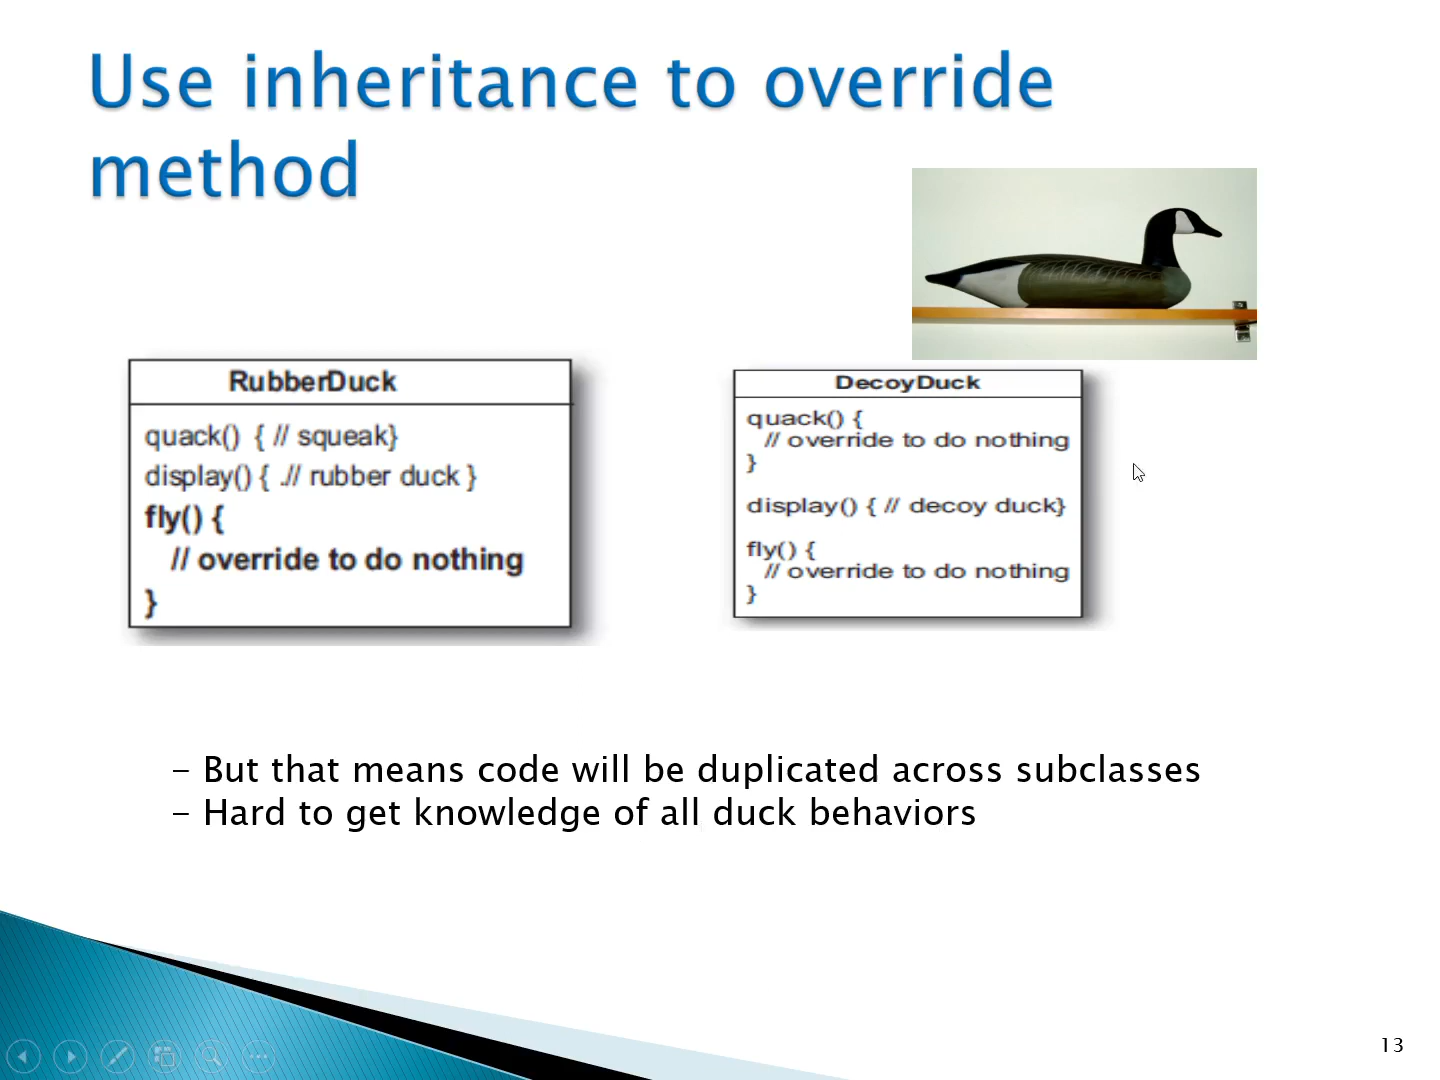 Use inheritance to override
method
RubberDuck
quack() { // squeak}
display() { .// rubber duck }
fly() {
// override to do nothing
}
DecoyDuck
quack() {
// override to do nothing
}
display() { // decoy duck}
fly() {
// override to do nothing
}
– But that means code will be duplicated across subclasses
– Hard to get knowledge of all duck behaviors
13